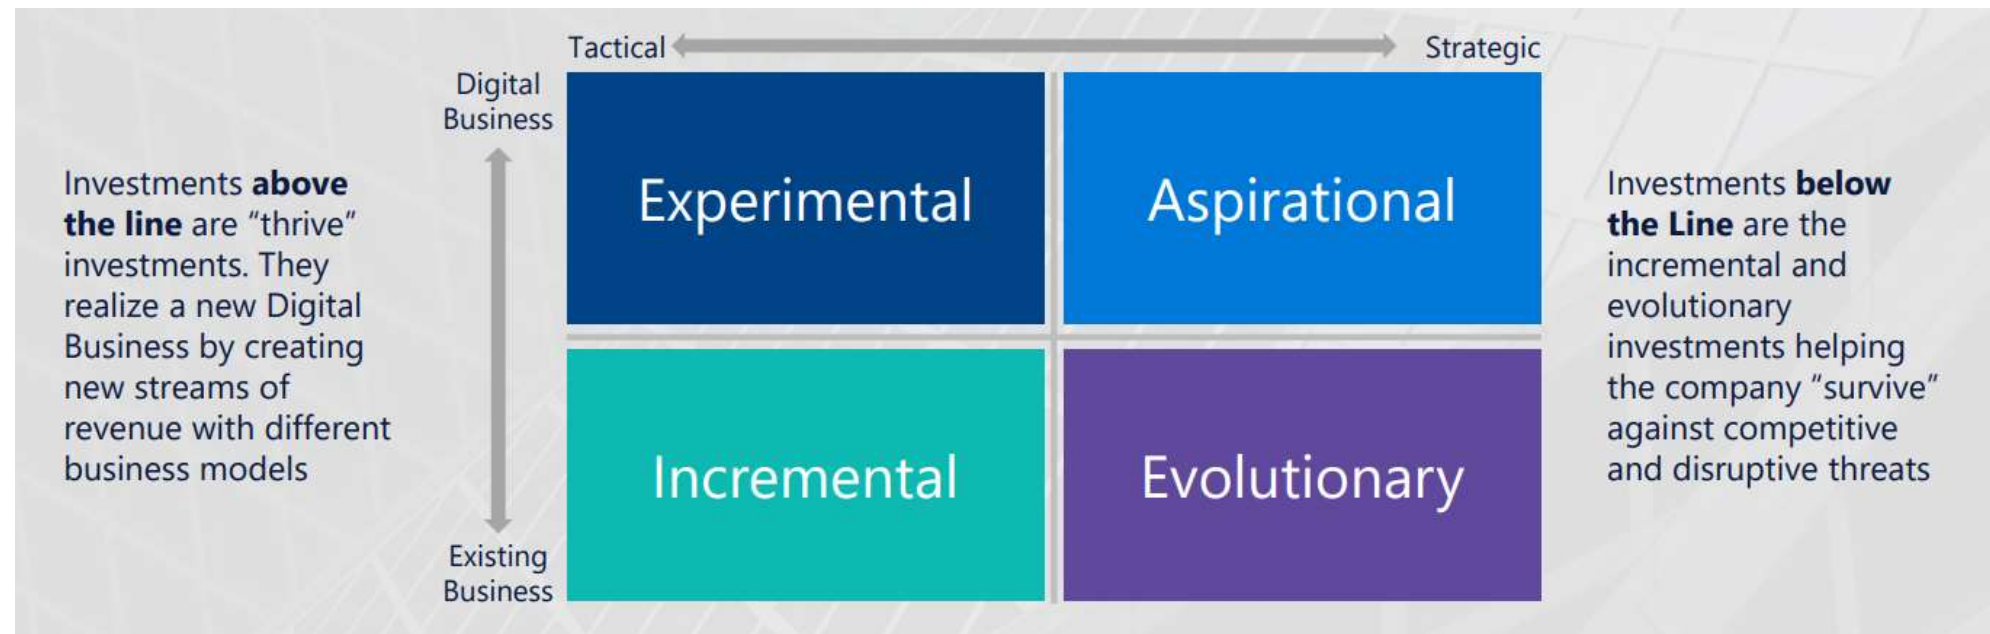 Tactical
Strategic
Digital
Business
Investments above
the line are “thrive”
investments. They
realize a new Digital
Business by creating
new streams of
revenue with different
business models
Experimental
Aspirational
Incremental
Evolutionary
Existing
Business
Investments below
the Line are the
incremental and
evolutionary
investments helping
the company “survive”
against competitive
and disruptive threats